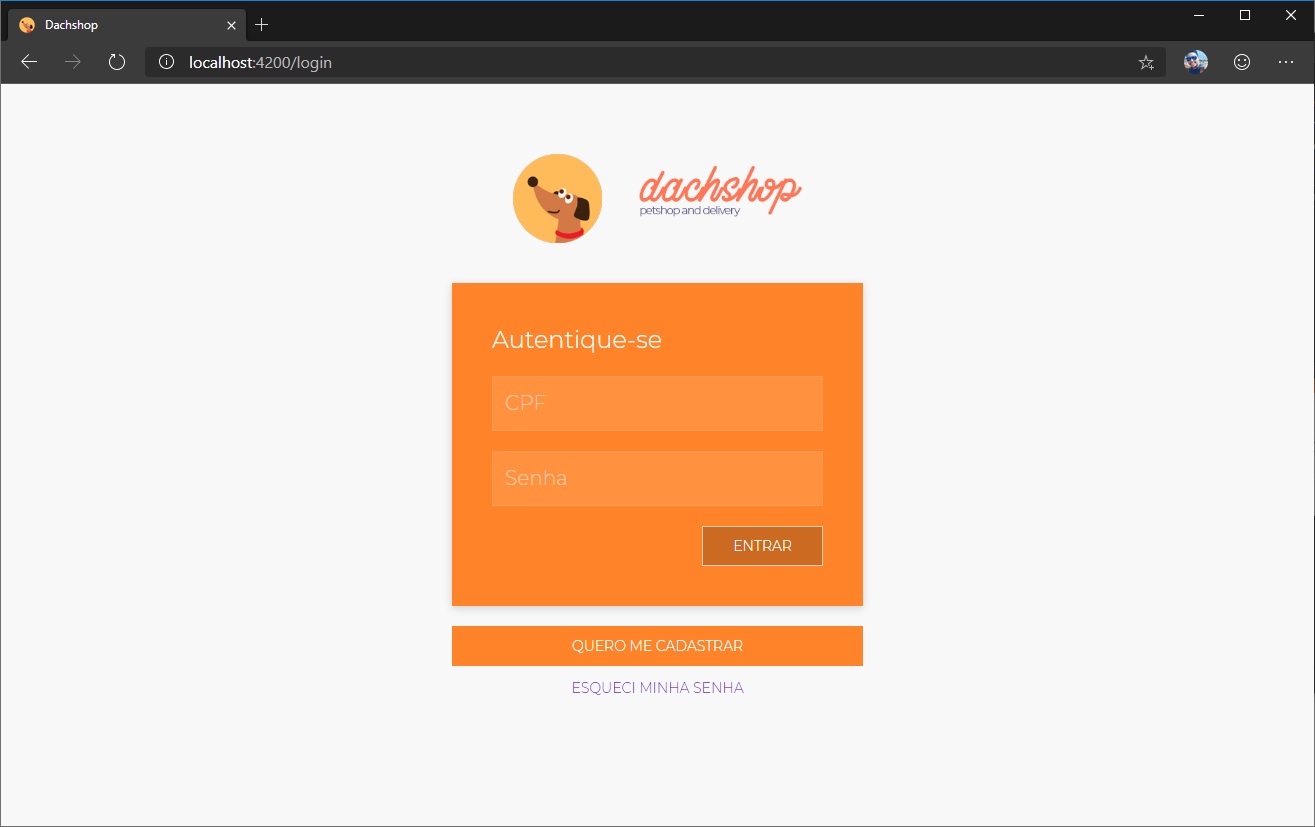 Dachshop
localhost:4200/login
dachshop
petshop and delivery
Autentique-se
CPF
Senha
ENTRAR
QUERO ME CADASTRAR
ESQUECI MINHA SENHA